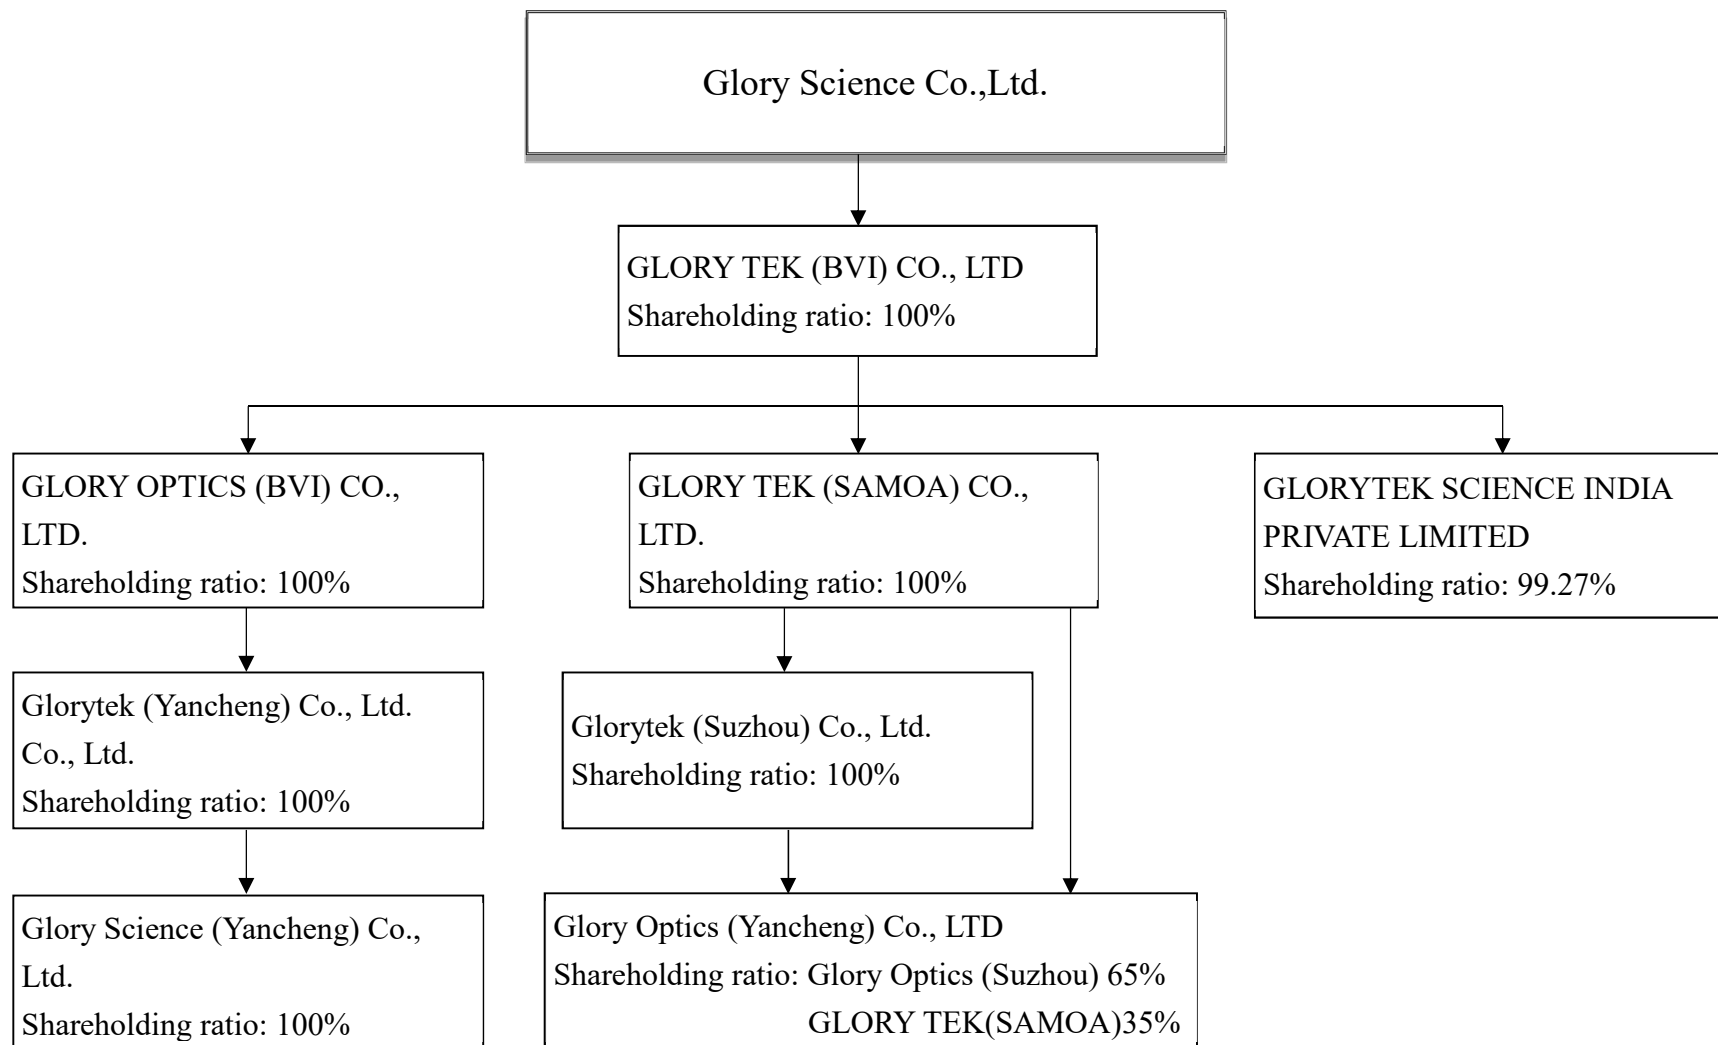 Glory Science Co.,Ltd.
GLORY TEK (BVI) CO., LTD
Shareholding ratio: 100%
GLORY OPTICS (BVI) CO.,
LTD.
Shareholding ratio: 100%
GLORY TEK (SAMOA) CO.,
LTD.
Shareholding ratio: 100%
GLORYTEK SCIENCE INDIA
PRIVATE LIMITED
Shareholding ratio: 99.27%
Glorytek (Yancheng) Co., Ltd.
Co., Ltd.
Shareholding ratio: 100%
Glorytek (Suzhou) Co., Ltd.
Shareholding ratio: 100%
Glory Science (Yancheng) Co.,
Ltd.
Shareholding ratio: 100%
Glory Optics (Yancheng) Co., LTD
Shareholding ratio: Glory Optics (Suzhou) 65%
GLORY TEK(SAMOA)35%